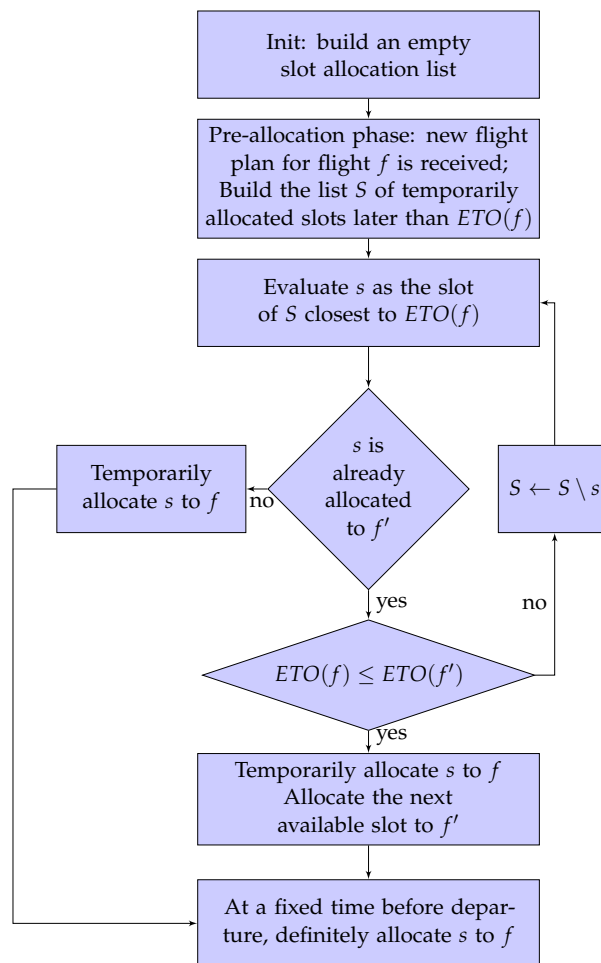 Init: build an empty
slot allocation list
Pre-allocation phase: new flight
plan for flight f is received;
Build the list S of temporarily
allocated slots later than ETO(f)
Evaluate s as the slot
of S closest to ETO(f)
s is
already
allocated
to f′
no
Temporarily
allocate s to f
S ← S \ s
yes
no
ETO(f) ≤ ETO(f′)
yes
Temporarily allocate s to f
Allocate the next
available slot to f′
At a fixed time before depar-
ture, definitely allocate s to f